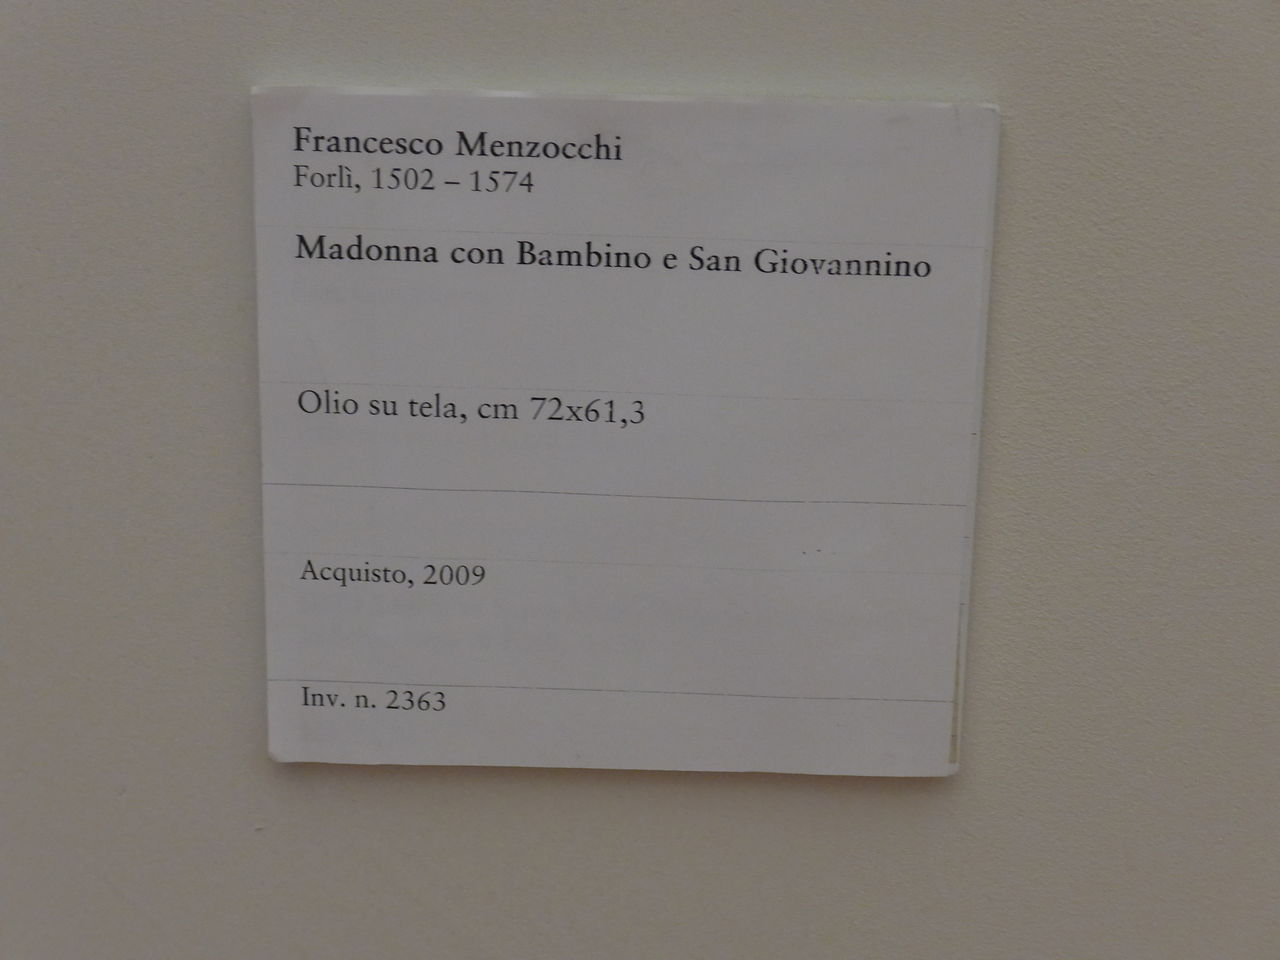 Francesco Menzocchi
Forlì, 1502 – 1574
Madonna con Bambino e San Giovannino
Olio su tela, cm 72x61,3
Acquisto, 2009
Inv. n. 2363